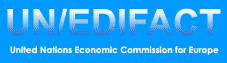 UN/EDIFACT
United Nations Economic Commission for Europe